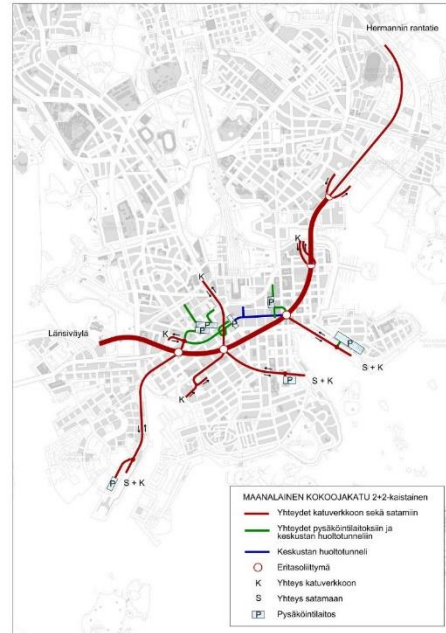 Hermannin rantatie
K
K
Länsiväylä
K
P
P
P
P
S + K
K
P
S + K
P
S + K
MAANALAINEN KOKOOJAKATU 2+2-kaistainen
Yhteydet katuverkkoon sekä satamiin
Yhteydet pysäköintilaitoksiin ja
keskustan huoltotunneliin
Keskustan huoltotunneli
Eritasoliittymä
K Yhteys katuverkkoon
S Yhteys satamaan
P Pysäköintilaitos